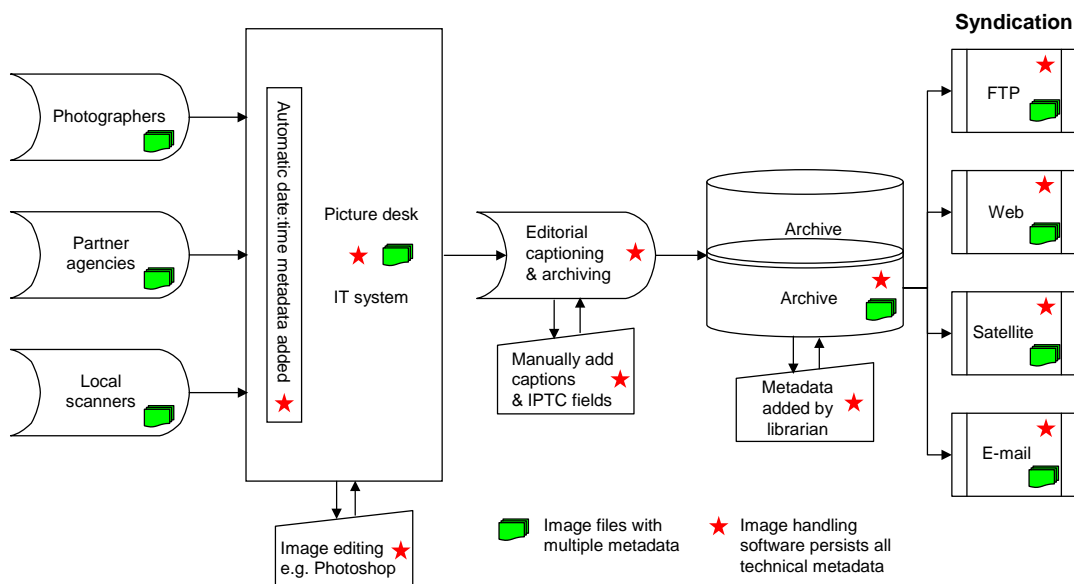 Syndication
Photographers
Partner
agencies
Local
scanners
Automatic date:time metadata added
Picture desk
IT system
Image editing
e.g. Photoshop
Editorial
captioning
& archiving
Manually add
captions
& IPTC fields
Archive
Archive
Metadata
added by
librarian
FTP
Web
Satellite
E-mail
Image files with
multiple metadata
Image handling
software persists all
technical metadata